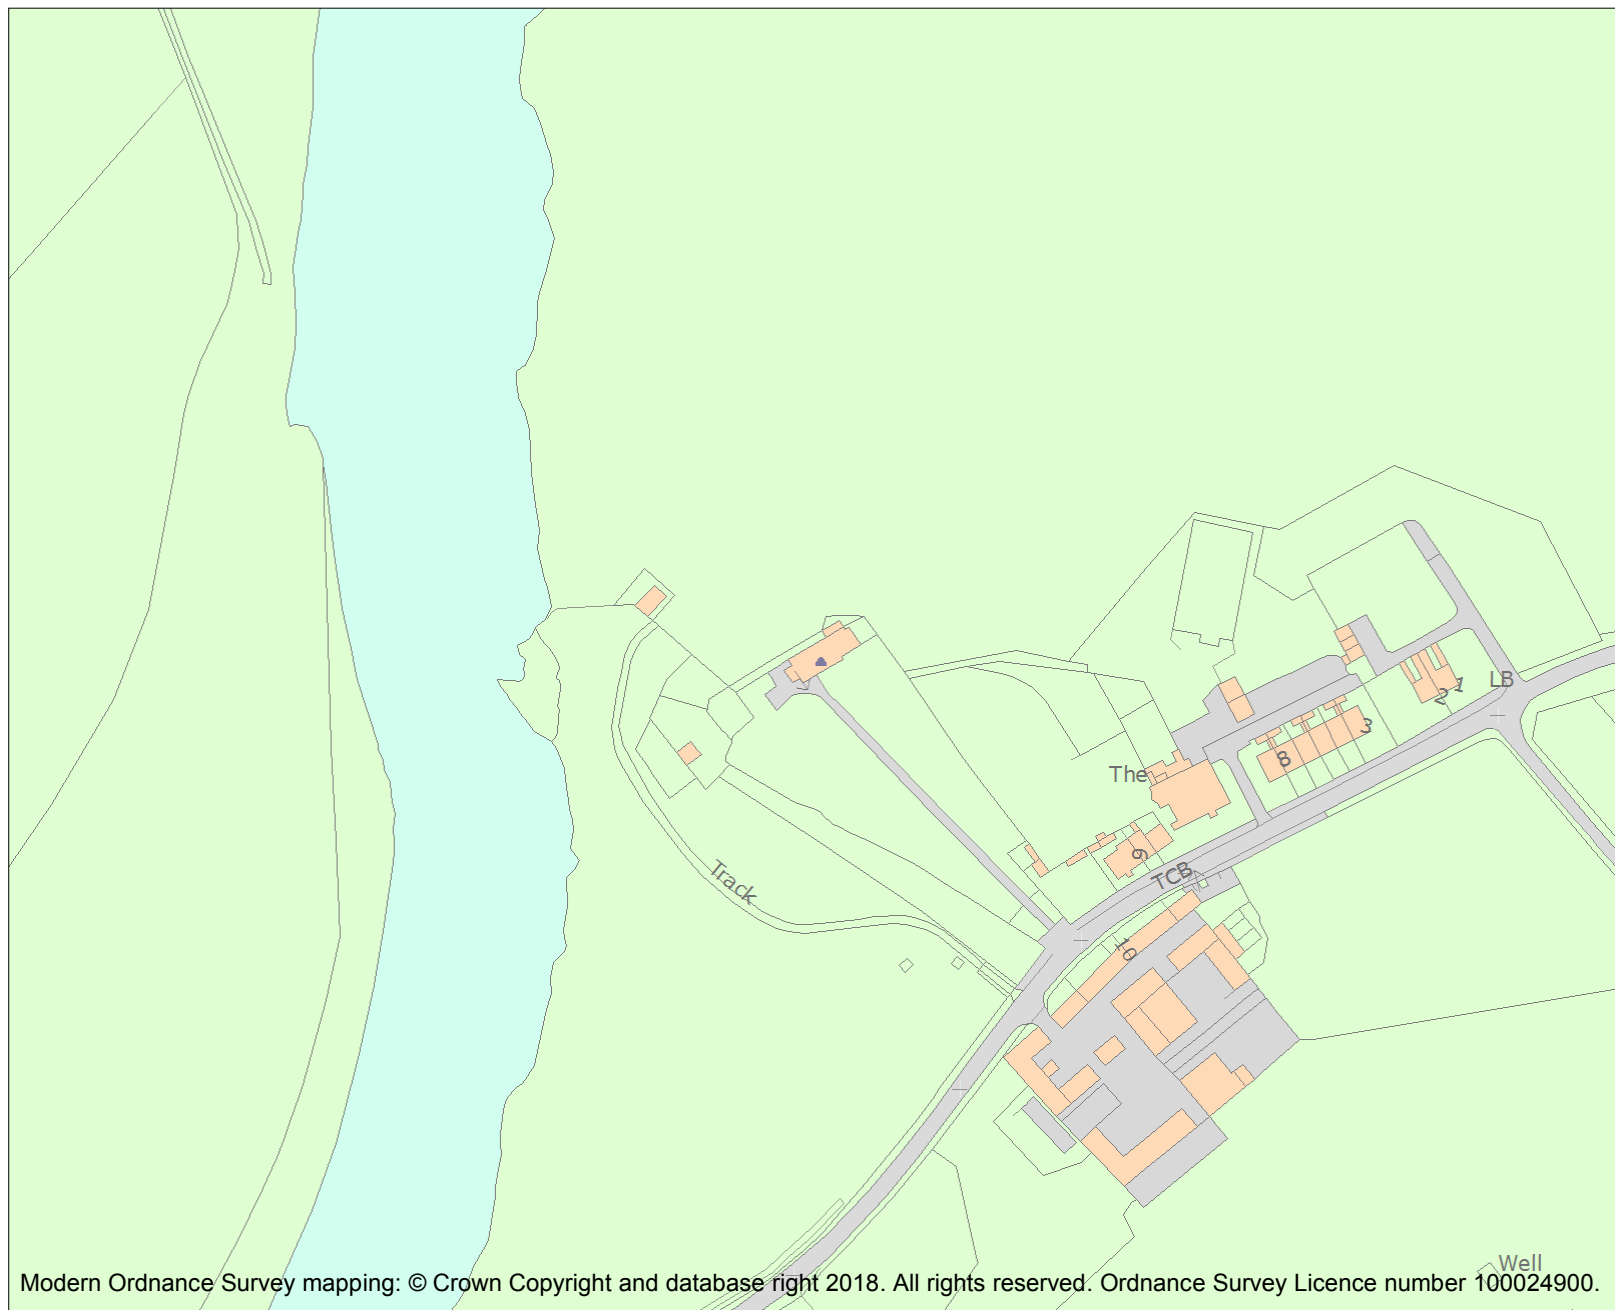 LB
1
2
3
The
8
9
TCB
Track
10
Well
Modern Ordnance Survey mapping: © Crown Copyright and database right 2018. All rights reserved. Ordnance Survey Licence number 100024900.